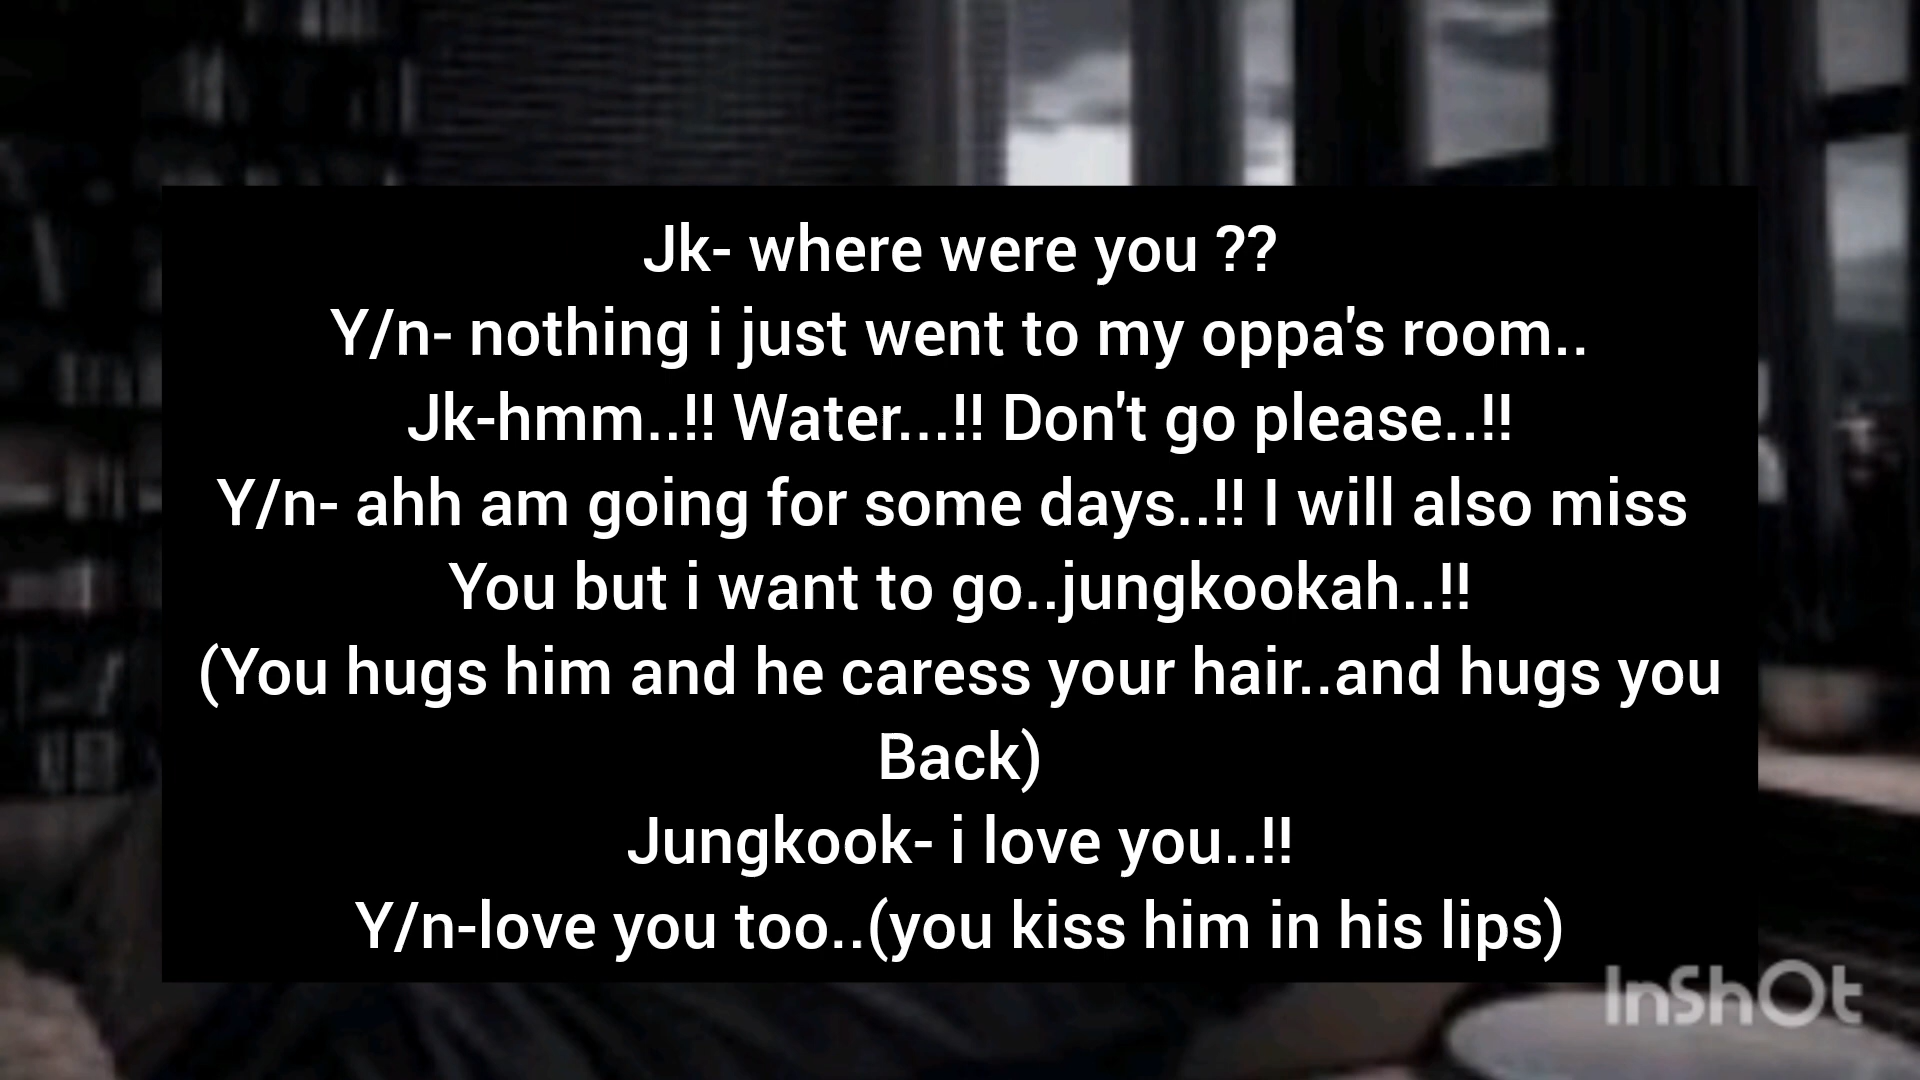 Jk- where were you ??
Y/n- nothing i just went to my oppa's room..
Jk-hmm..!! Water...!! Don't go please..!!
Y/n- ahh am going for some days..!! I will also miss
You but i want to go..jungkookah..!!
(You hugs him and he caress your hair..and hugs you
Back)
Jungkook- i love you..!!
Y/n-love you too..(you kiss him in his lips)
InShOt